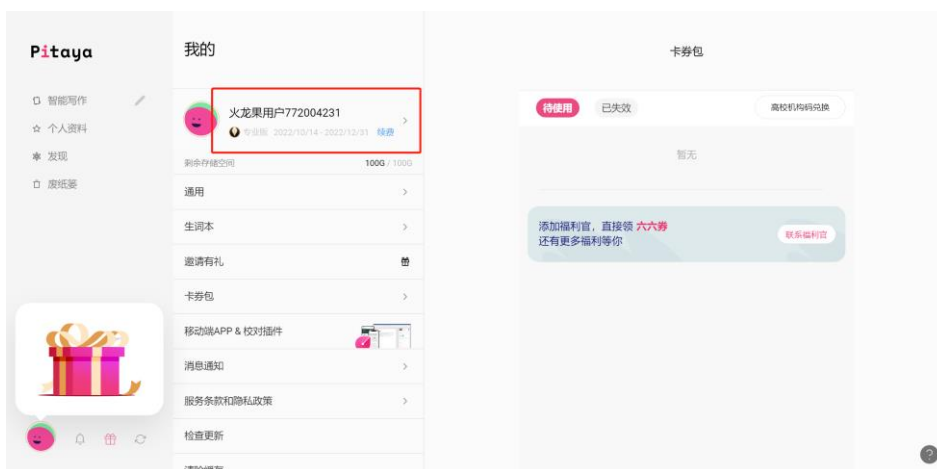 Pitaya
智能写作
个人资料
发现
废纸篓
我的
火龙果用户772004231
专业版 2022/10/14-2022/12/31 续费
剩余存储空间 100G / 100G
通用
生词本
邀请有礼
卡券包
移动端APP & 校对插件
消息通知
服务条款和隐私政策
检查更新
卡券包
待使用 已失效 高校机构码兑换
暂无
添加福利官，直接领 六六券
还有更多福利等你
联系福利官
?